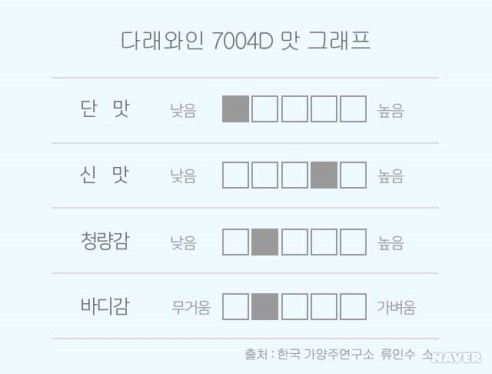 다래와인 7004D 맛 그래프
단 맛 낮음 높음
신 맛 낮음 높음
청량감 낮음 높음
바디감 무거움 가벼움
출처 : 한국 가양주연구소 류인수 소
NAVER